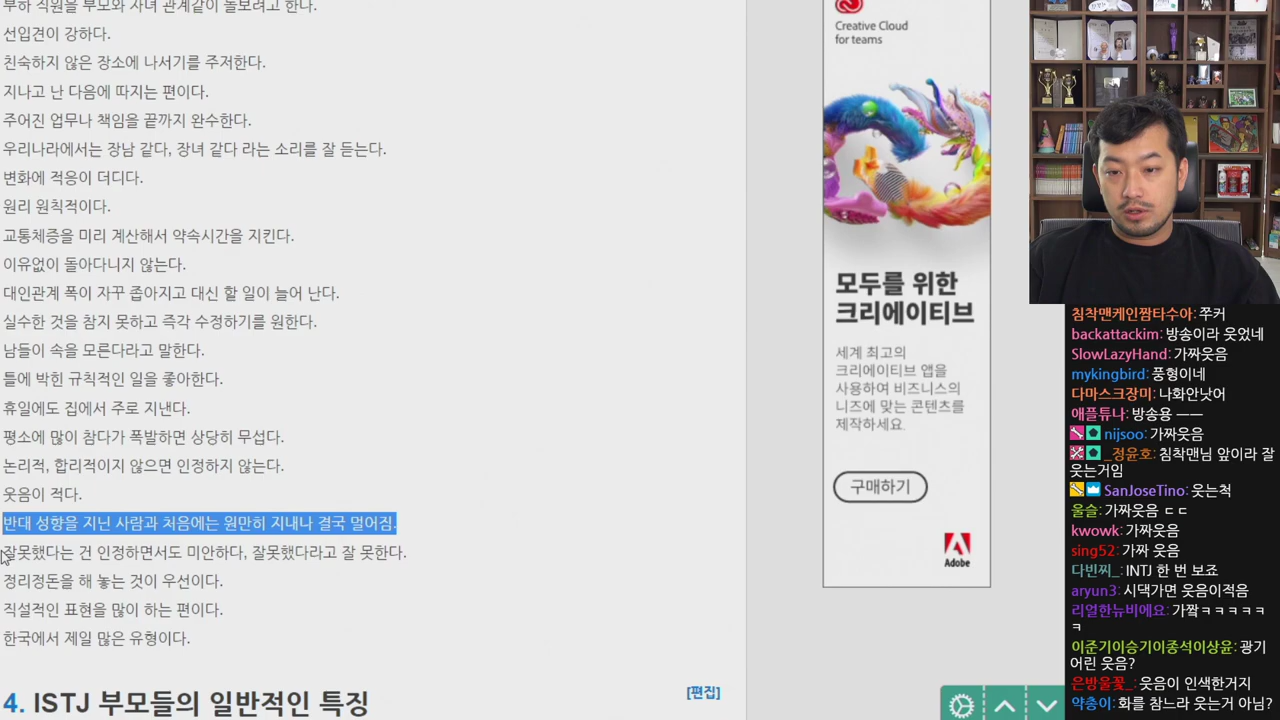 부하 직원을 부모와 자녀 관계같이 돌보려고 한다.
선입견이 강하다.
친숙하지 않은 장소에 나서기를 주저한다.
지나고 난 다음에 따지는 편이다.
주어진 업무나 책임을 끝까지 완수한다.
우리나라에서는 장남 같다, 장녀 같다 라는 소리를 잘 듣는다.
변화에 적응이 더디다.
원리 원칙적이다.
교통체증을 미리 계산해서 약속시간을 지킨다.
이유없이 돌아다니지 않는다.
대인관계 폭이 자꾸 좁아지고 대신 할 일이 늘어 난다.
실수한 것을 참지 못하고 즉각 수정하기를 원한다.
남들이 속을 모른다라고 말한다.
틀에 박힌 규칙적인 일을 좋아한다.
휴일에도 집에서 주로 지낸다.
평소에 많이 참다가 폭발하면 상당히 무섭다.
논리적, 합리적이지 않으면 인정하지 않는다.
웃음이 적다.
반대 성향을 지닌 사람과 처음에는 원만히 지내나 결국 멀어짐.
잘못했다는 건 인정하면서도 미안하다, 잘못했다라고 잘 못한다.
정리정돈을 해 놓는 것이 우선이다.
직설적인 표현을 많이 하는 편이다.
한국에서 제일 많은 유형이다.
4. ISTJ 부모들의 일반적인 특징
[편집]
Creative Cloud
for teams
모두를 위한
크리에이티브
세계 최고의
크리에이티브 앱을
사용하여 비즈니스의
니즈에 맞는 콘텐츠를
제작하세요.
구매하기
Adobe
침착맨케인짬타수아: 쭈커
backattackim: 방송이라 웃었네
SlowLazyHand: 가짜웃음
mykingbird: 풍형이네
다마스크장미: 나화안낫어
애플튜나: 방송용 ㅡㅡ
nijsoo: 가짜웃음
_정윤호: 침착맨님 앞이라 잘
웃는거임
SanJoseTino: 웃는척
울슬: 가짜웃음 ㄷㄷ
kwowk: 가짜웃음
sing52: 가짜 웃음
다빈찌_: INTJ 한 번 보죠
aryun3: 시댁가면 웃음이적음
리얼한뉴비에요: 가짴ㅋㅋㅋㅋㅋ
ㅋ
이준기이승기이종석이상윤: 광기
어린 웃음?
은방울꽃_: 웃음이 인색한거지
약총이: 화를 참느라 웃는거 아님?